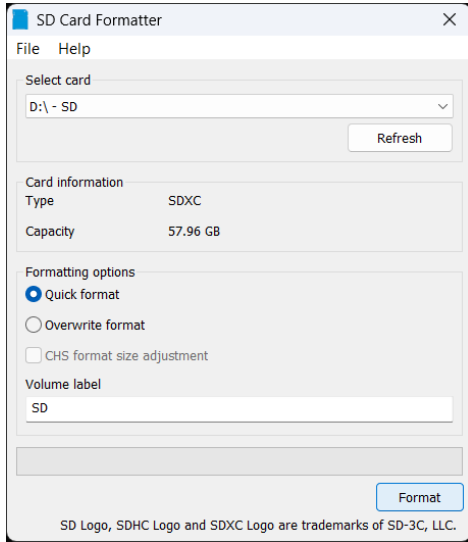 SD Card Formatter
File Help
Select card
D:\ - SD
Refresh
Card information
Type SDXC
Capacity 57.96 GB
Formatting options
Quick format
Overwrite format
CHS format size adjustment
Volume label
SD
Format
SD Logo, SDHC Logo and SDXC Logo are trademarks of SD-3C, LLC.